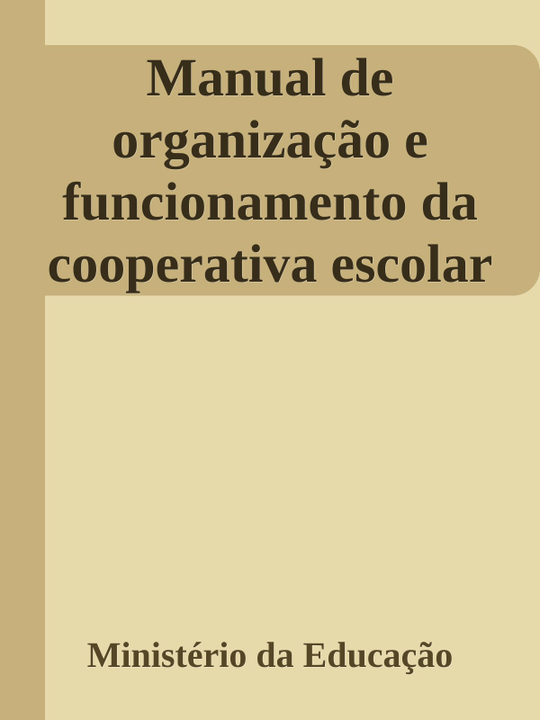 Manual de
organização e
funcionamento da
cooperativa escolar
Ministério da Educação